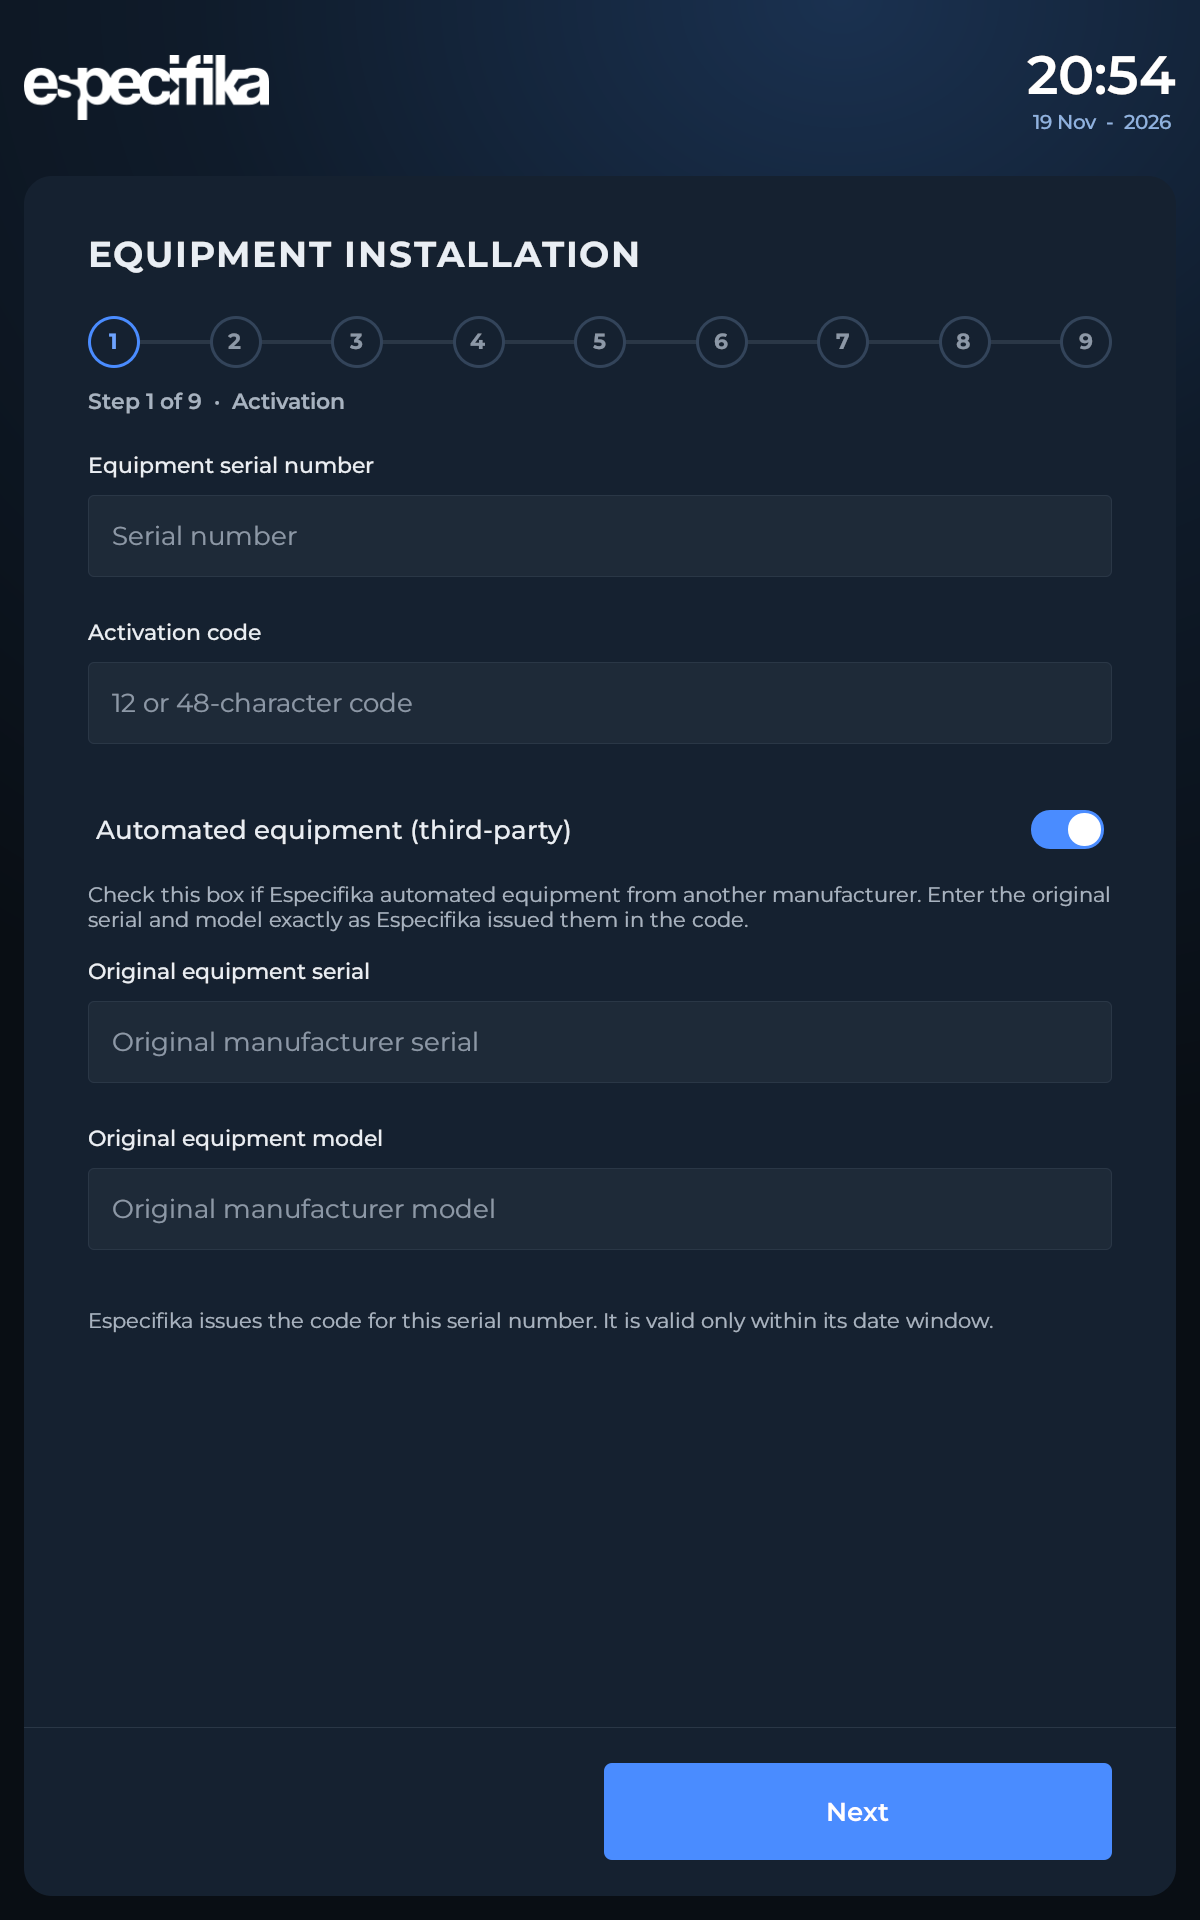 especifika
20:54
19 Nov - 2026
EQUIPMENT INSTALLATION
1 2 3 4 5 6 7 8 9
Step 1 of 9 · Activation
Equipment serial number
Serial number
Activation code
12 or 48-character code
Automated equipment (third-party)
Check this box if Especifika automated equipment from another manufacturer. Enter the original
serial and model exactly as Especifika issued them in the code.
Original equipment serial
Original manufacturer serial
Original equipment model
Original manufacturer model
Especifika issues the code for this serial number. It is valid only within its date window.
Next